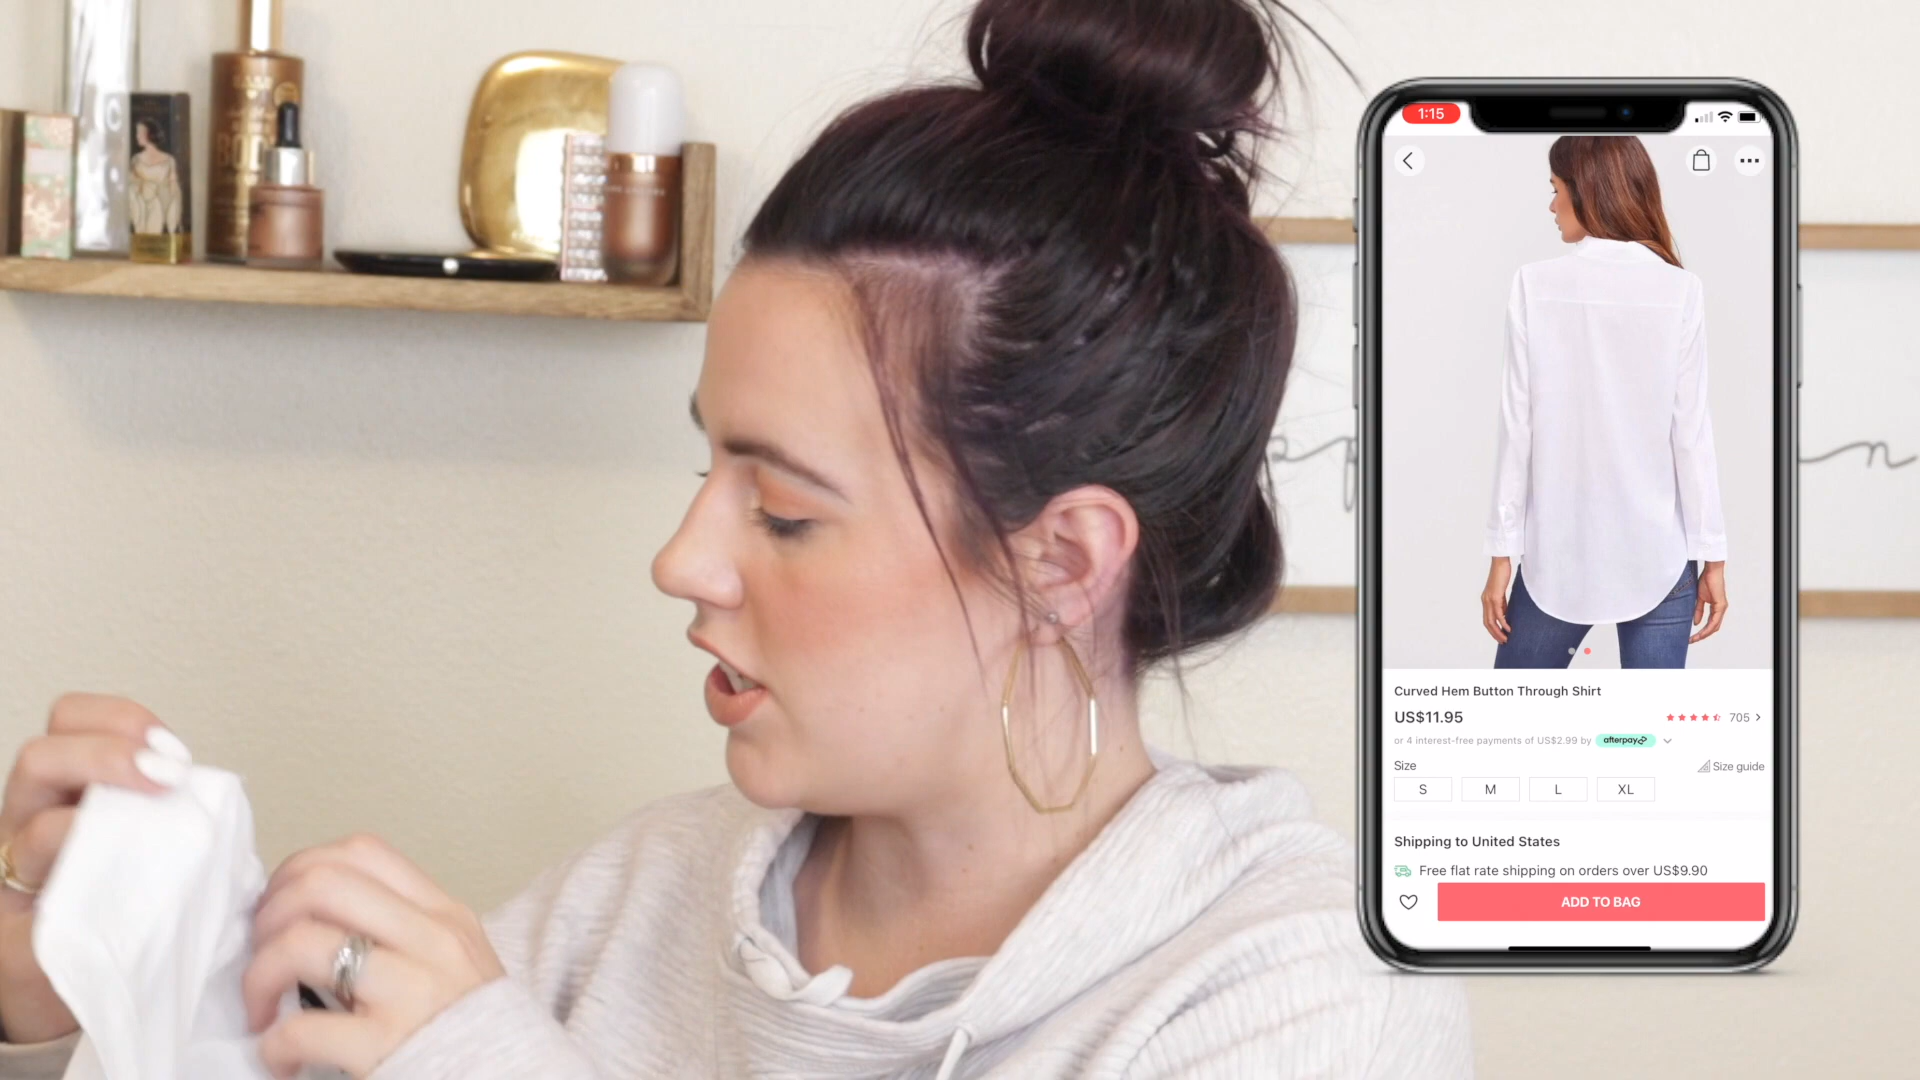 1:15
Curved Hem Button Through Shirt
US$11.95
705
or 4 interest-free payments of US$2.99 by afterpay
Size
Size guide
S M L XL
Shipping to United States
Free flat rate shipping on orders over US$9.90
ADD TO BAG